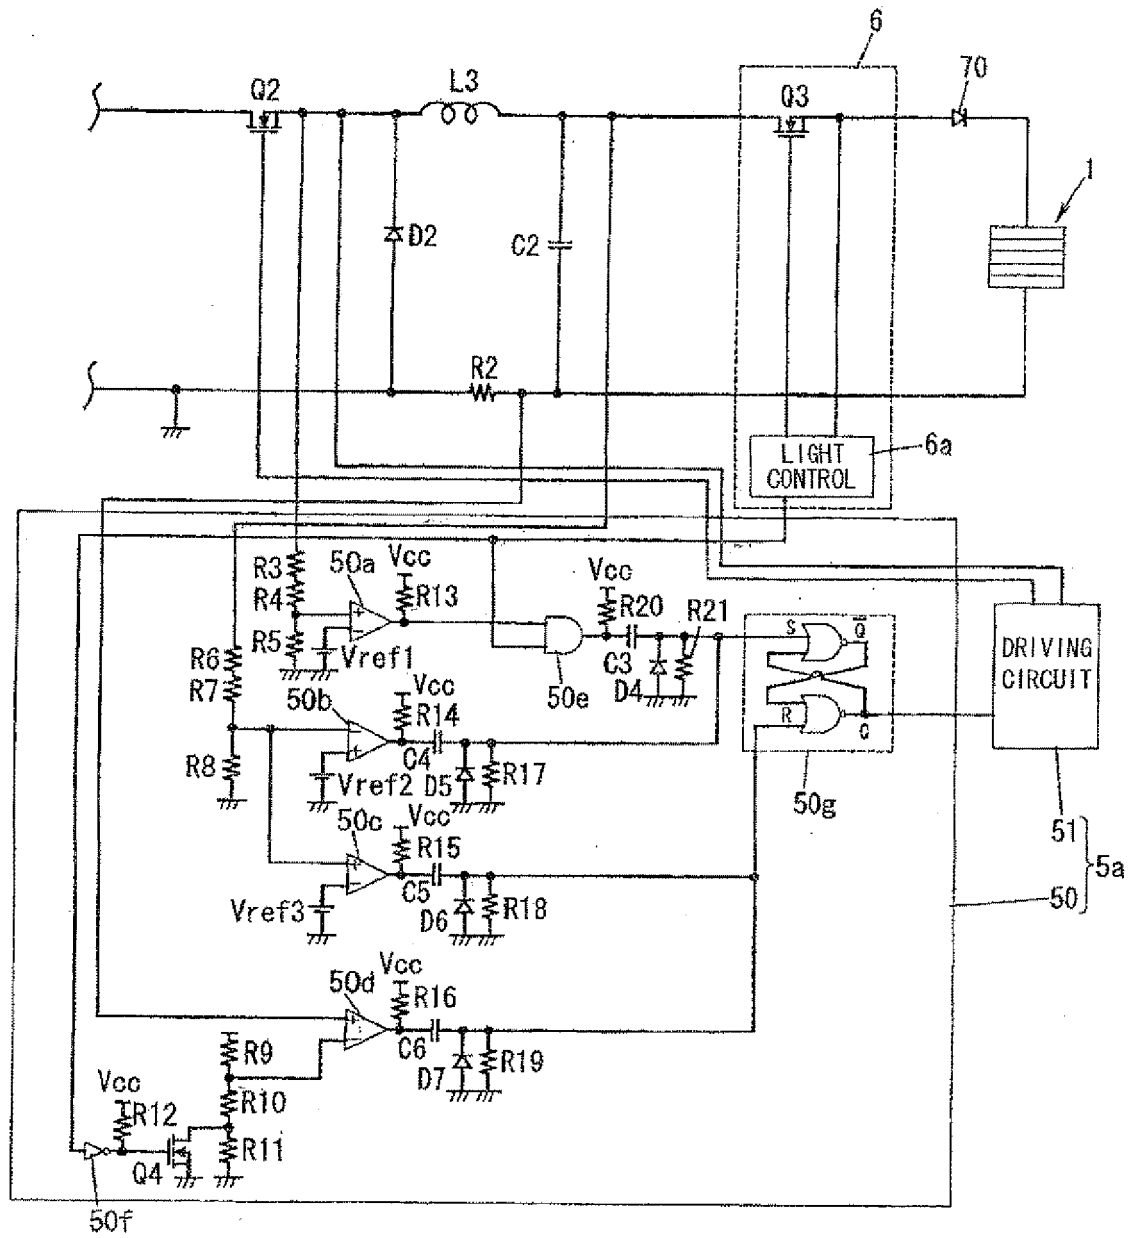 6
Q2
L3
Q3
70
1
D2
C2
R2
6a
LIGHT
CONTROL
R3
R4
R5
50a
Vcc
R13
Vref1
Vcc
R20
R21
C3
D4
50e
S
Q̄
R
Q
50g
DRIVING
CIRCUIT
R6
R7
R8
50b
Vcc
R14
C4
Vref2
D5
R17
50c
Vcc
R15
C5
Vref3
D6
R18
51
50
5a
50d
Vcc
R16
C6
D7
R19
R9
R10
R11
Vcc
R12
Q4
50f